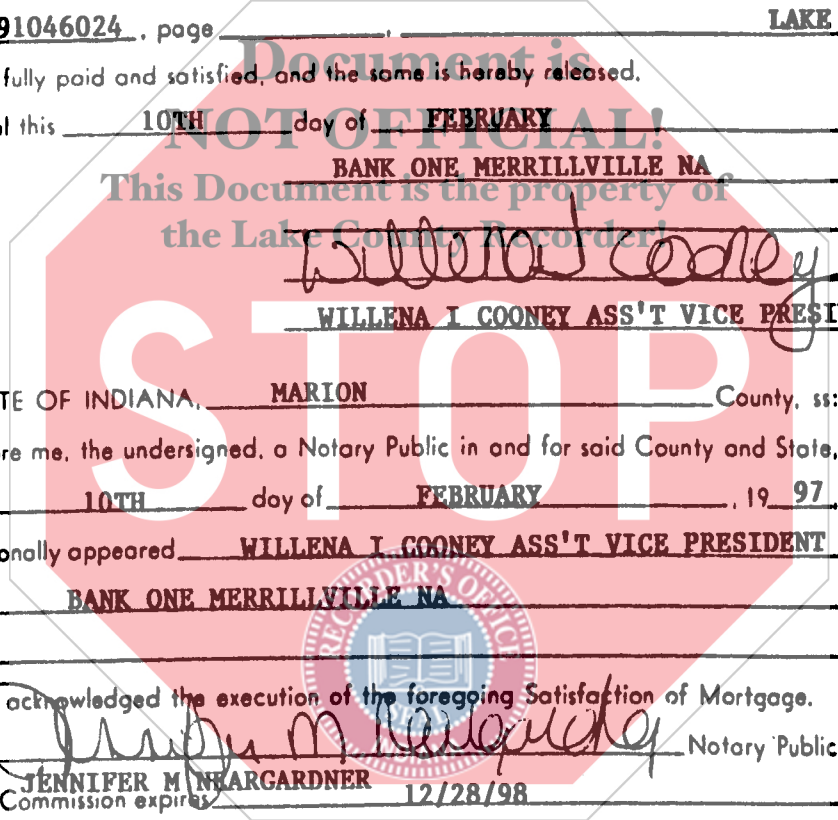 91046024, page , LAKE
Document is
fully paid and satisfied, and the same is hereby released.
this 10TH day of FEBRUARY
NOT OFFICIAL!
BANK ONE MERRILLVILLE NA
This Document is the property of
the Lake County Recorder!
Willena I Cooney
WILLENA I COONEY ASS'T VICE PRESI
STOP
TE OF INDIANA, MARION County, ss:
re me, the undersigned, a Notary Public in and for said County and State,
10TH day of FEBRUARY, 19 97
onally appeared WILLENA I COONEY ASS'T VICE PRESIDENT
BANK ONE MERRILLVILLE NA
RECORDER'S OFFICE
SEAL
acknowledged the execution of the foregoing Satisfaction of Mortgage.
Notary Public
JENNIFER M NEARGARDNER
Commission expires 12/28/98